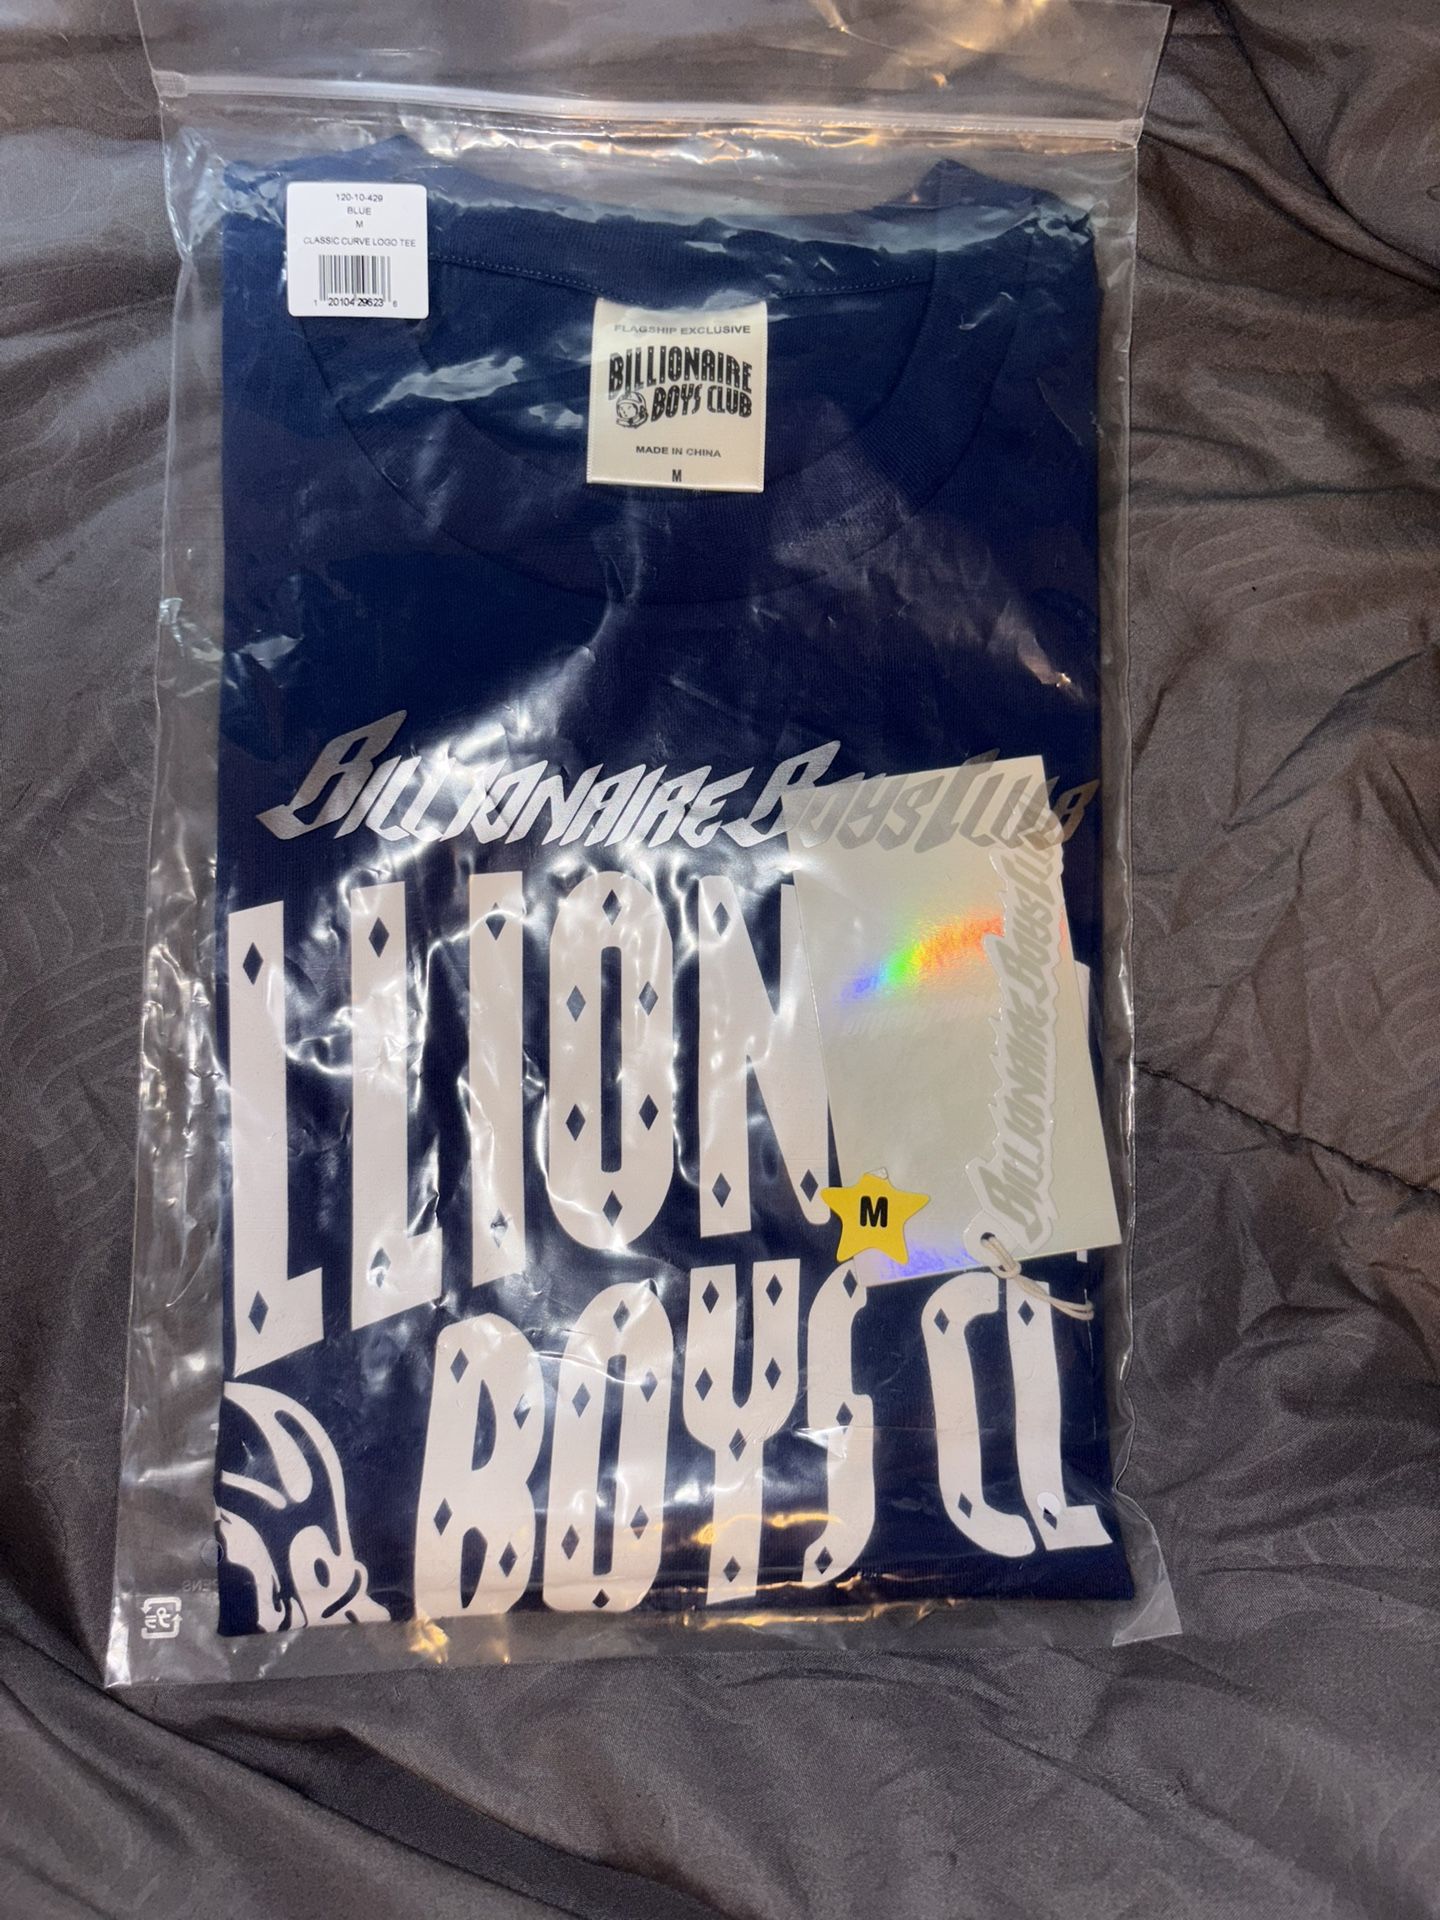 120-10-429
BLUE
M
CLASSIC CURVE LOGO TEE
1 20104 29623 6
FLAGSHIP EXCLUSIVE
BILLIONAIRE
BOYS CLUB
MADE IN CHINA
M
BILLIONAIRE BOYS CLUB
LLION
BILLIONAIRE BOYS CLUB
M
BOYS CL